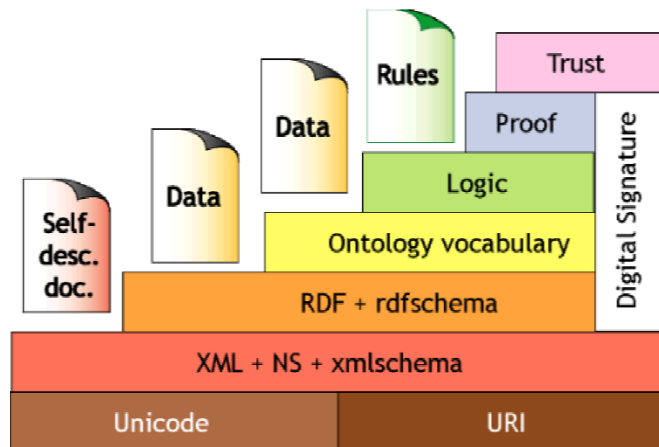 Trust
Rules
Proof
Data
Logic
Data
Digital Signature
Self-
desc.
doc.
Ontology vocabulary
RDF + rdfschema
XML + NS + xmlschema
Unicode
URI